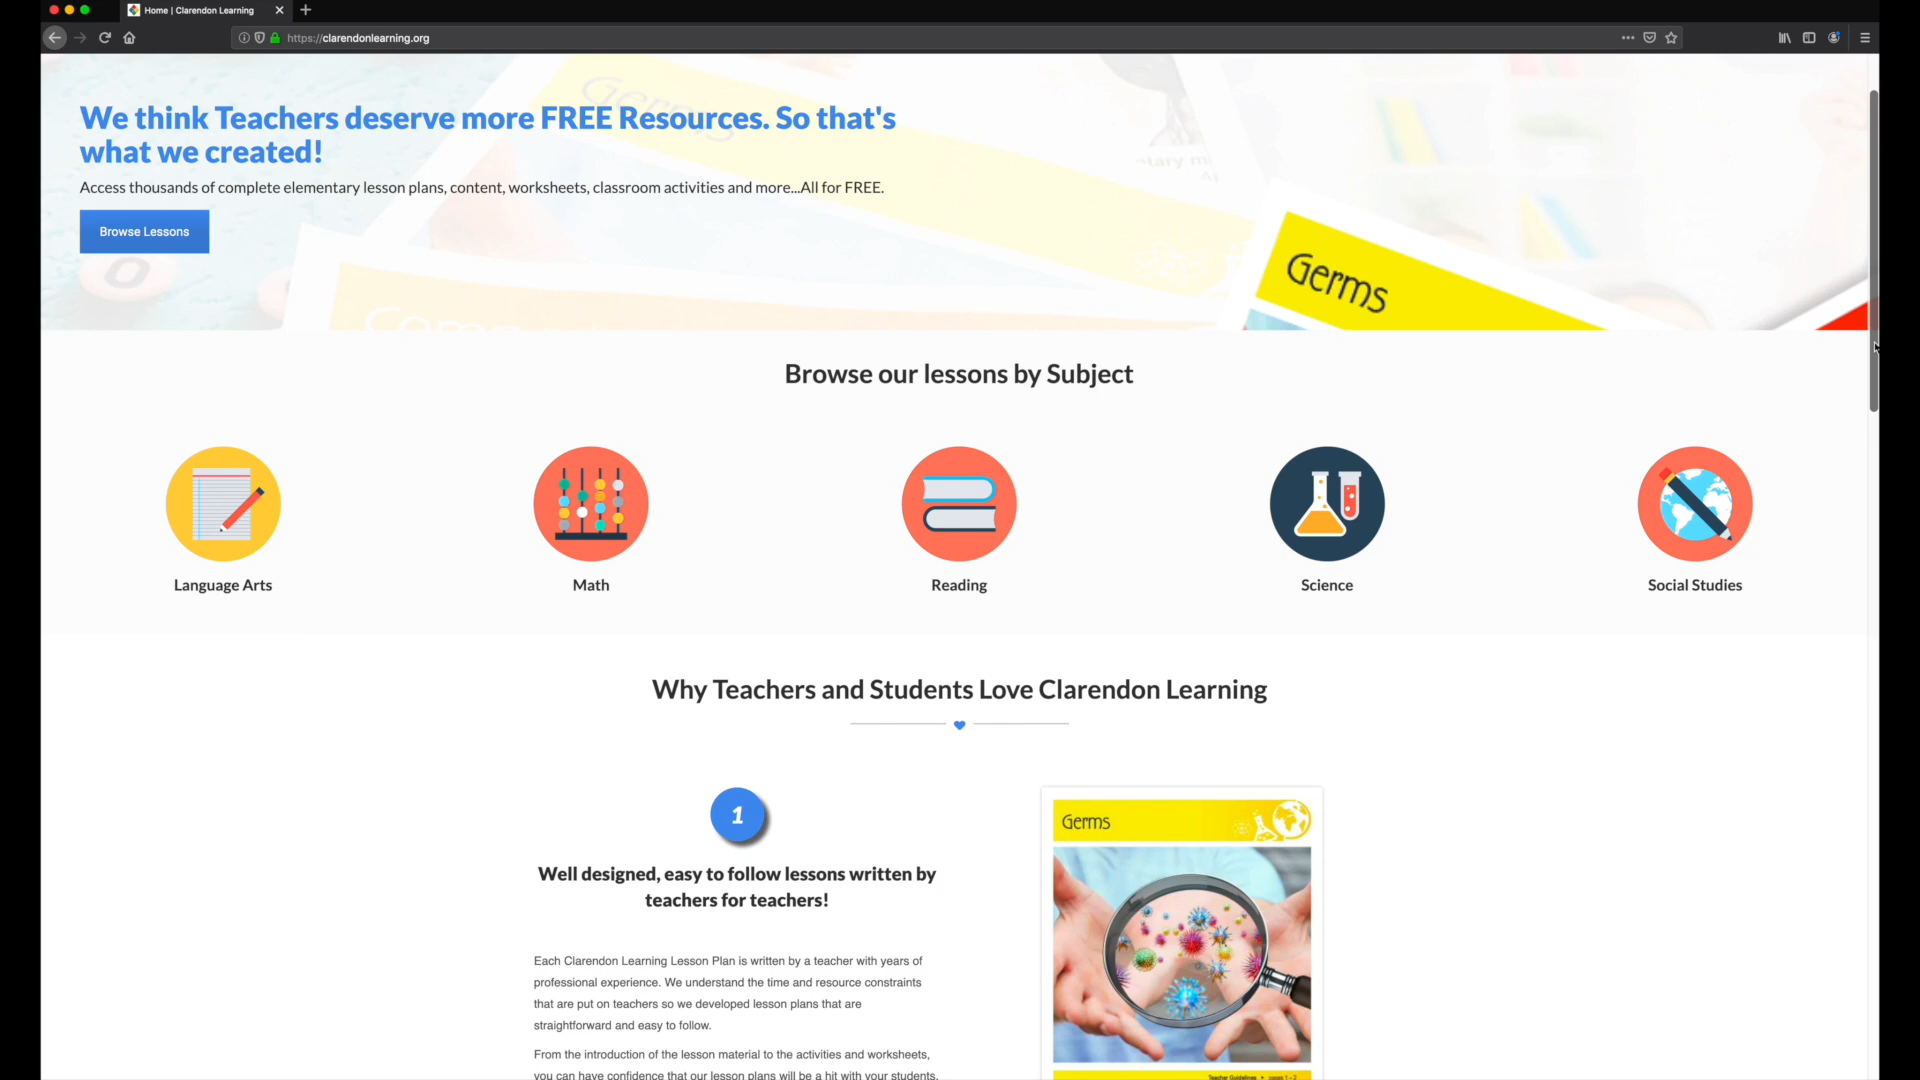 Home | Clarendon Learning
https://clarendonlearning.org
We think Teachers deserve more FREE Resources. So that's
what we created!
Access thousands of complete elementary lesson plans, content, worksheets, classroom activities and more...All for FREE.
Browse Lessons
Germs
Germs
Browse our lessons by Subject
Language Arts
Math
Reading
Science
Social Studies
Why Teachers and Students Love Clarendon Learning
1
Well designed, easy to follow lessons written by
teachers for teachers!
Each Clarendon Learning Lesson Plan is written by a teacher with years of
professional experience. We understand the time and resource constraints
that are put on teachers so we developed lesson plans that are
straightforward and easy to follow.
From the introduction of the lesson material to the activities and worksheets,
you can have confidence that our lesson plans will be a hit with your students.
Germs
Teacher Guidelines pages 1 – 2